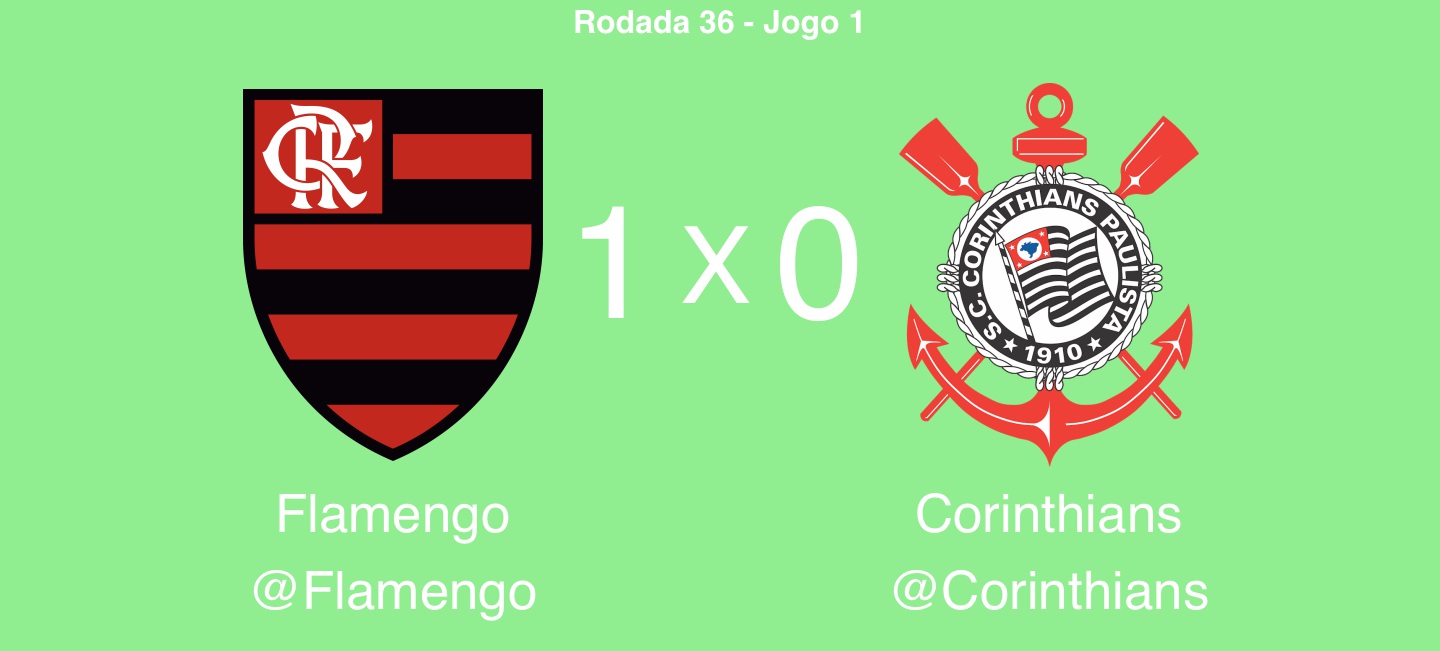 Rodada 36 - Jogo 1
CRF
1 X 0
S.C. CORINTHIANS PAULISTA
★ 1910 ★
Flamengo
Corinthians
@Flamengo
@Corinthians